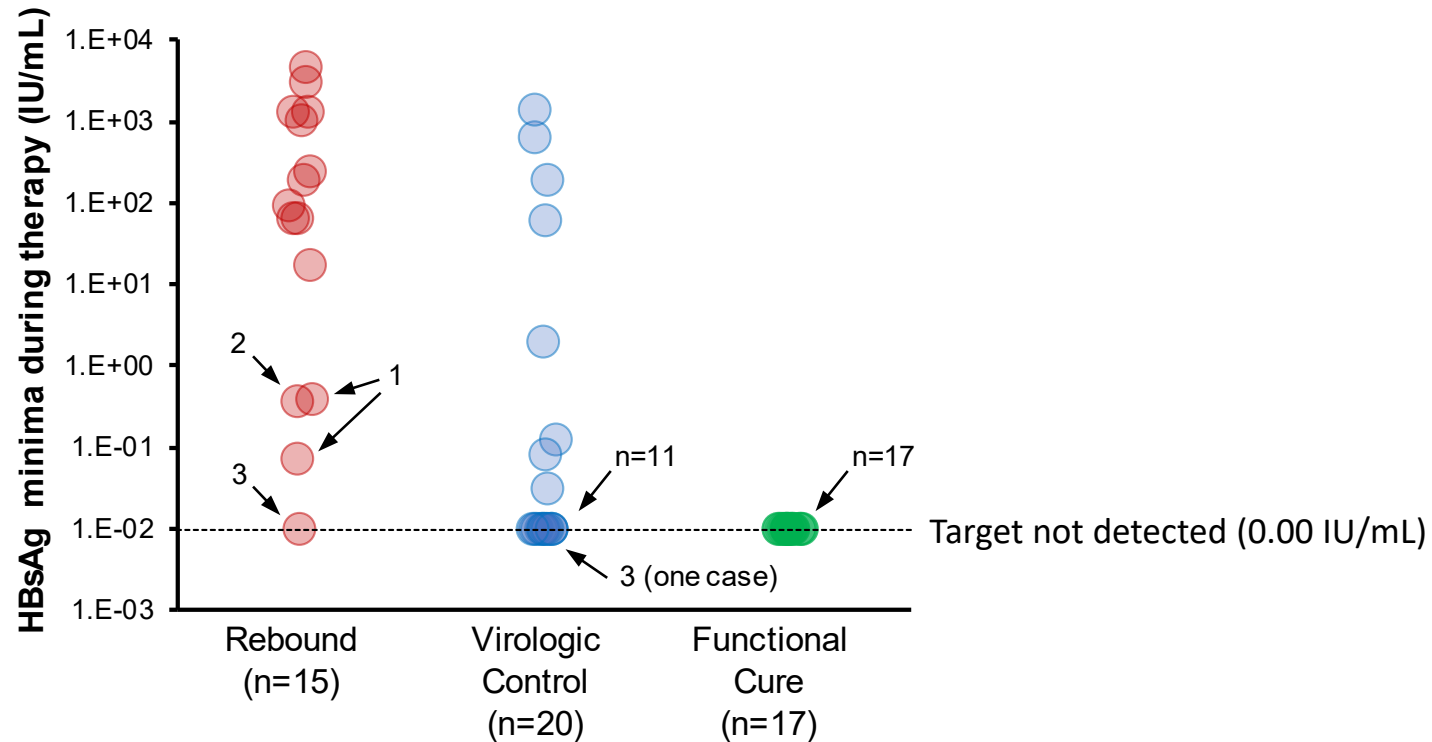 HBsAg minima during therapy (IU/mL)
1.E+04
1.E+03
1.E+02
1.E+01
1.E+00
1.E-01
1.E-02
1.E-03
2
1
3
n=11
3 (one case)
n=17
Target not detected (0.00 IU/mL)
Rebound
(n=15)
Virologic
Control
(n=20)
Functional
Cure
(n=17)